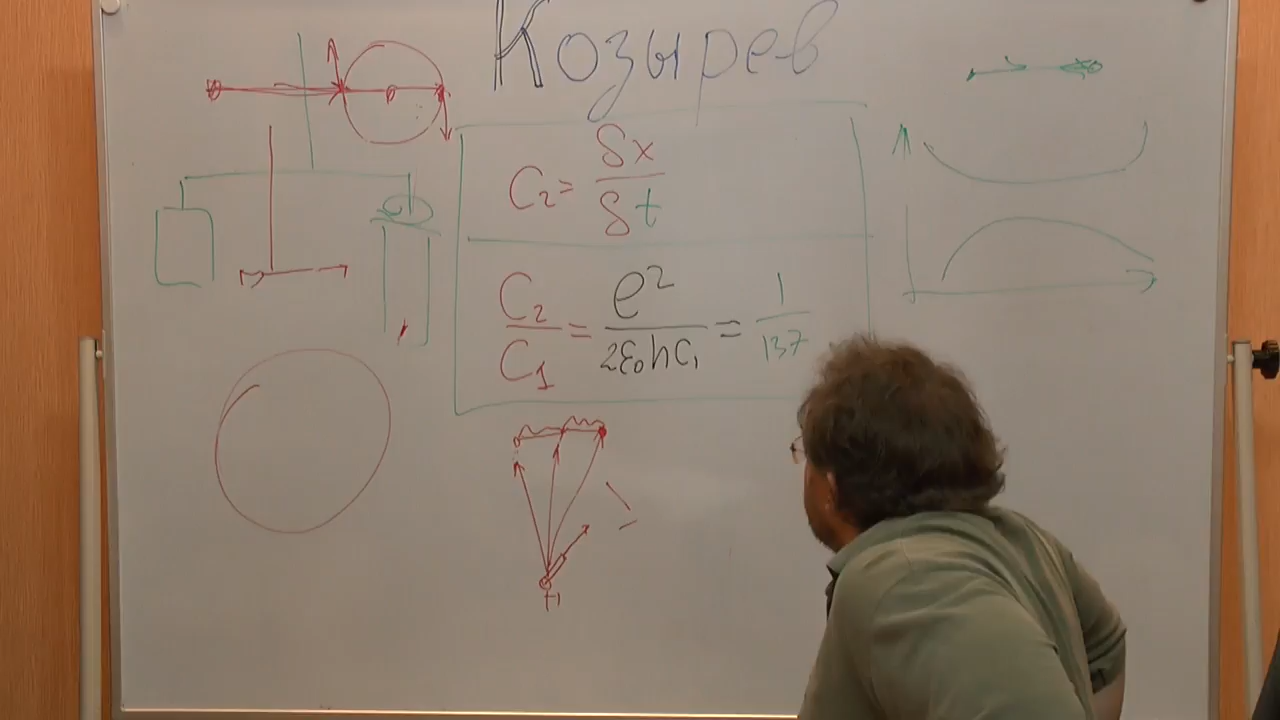 Козырев
C₂ = δx / δt
C₂ / C₁ = e² / 2ε₀hC₁ = 1 / 137